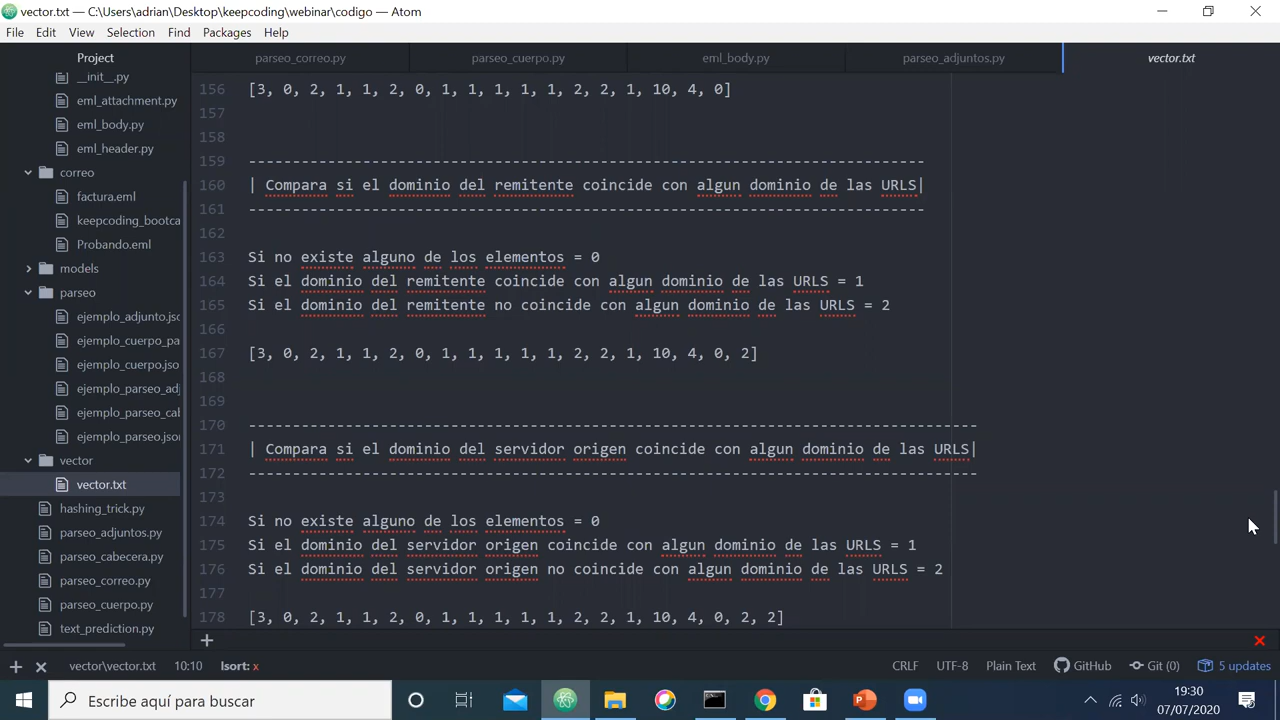 vector.txt — C:\Users\adrian\Desktop\keepcoding\webinar\codigo — Atom
File Edit View Selection Find Packages Help
Project
__init__.py
eml_attachment.py
eml_body.py
eml_header.py
correo
factura.eml
keepcoding_bootca
Probando.eml
models
parseo
ejemplo_adjunto.jsc
ejemplo_cuerpo_pa
ejemplo_cuerpo.jso
ejemplo_parseo_adj
ejemplo_parseo_cab
ejemplo_parseo.json
vector
vector.txt
hashing_trick.py
parseo_adjuntos.py
parseo_cabecera.py
parseo_correo.py
parseo_cuerpo.py
text_prediction.py
parseo_correo.py parseo_cuerpo.py eml_body.py parseo_adjuntos.py vector.txt
156 [3, 0, 2, 1, 1, 2, 0, 1, 1, 1, 1, 1, 2, 2, 1, 10, 4, 0]
157
158
159 -----------------------------------------------------------------------------
160 | Compara si el dominio del remitente coincide con algun dominio de las URLS|
161 -----------------------------------------------------------------------------
162
163 Si no existe alguno de los elementos = 0
164 Si el dominio del remitente coincide con algun dominio de las URLS = 1
165 Si el dominio del remitente no coincide con algun dominio de las URLS = 2
166
167 [3, 0, 2, 1, 1, 2, 0, 1, 1, 1, 1, 1, 2, 2, 1, 10, 4, 0, 2]
168
169
170 -----------------------------------------------------------------------------------
171 | Compara si el dominio del servidor origen coincide con algun dominio de las URLS|
172 -----------------------------------------------------------------------------------
173
174 Si no existe alguno de los elementos = 0
175 Si el dominio del servidor origen coincide con algun dominio de las URLS = 1
176 Si el dominio del servidor origen no coincide con algun dominio de las URLS = 2
177
178 [3, 0, 2, 1, 1, 2, 0, 1, 1, 1, 1, 1, 2, 2, 1, 10, 4, 0, 2, 2]
vector\vector.txt 10:10 Isort: x CRLF UTF-8 Plain Text GitHub Git (0) 5 updates
Escribe aquí para buscar
19:30
07/07/2020